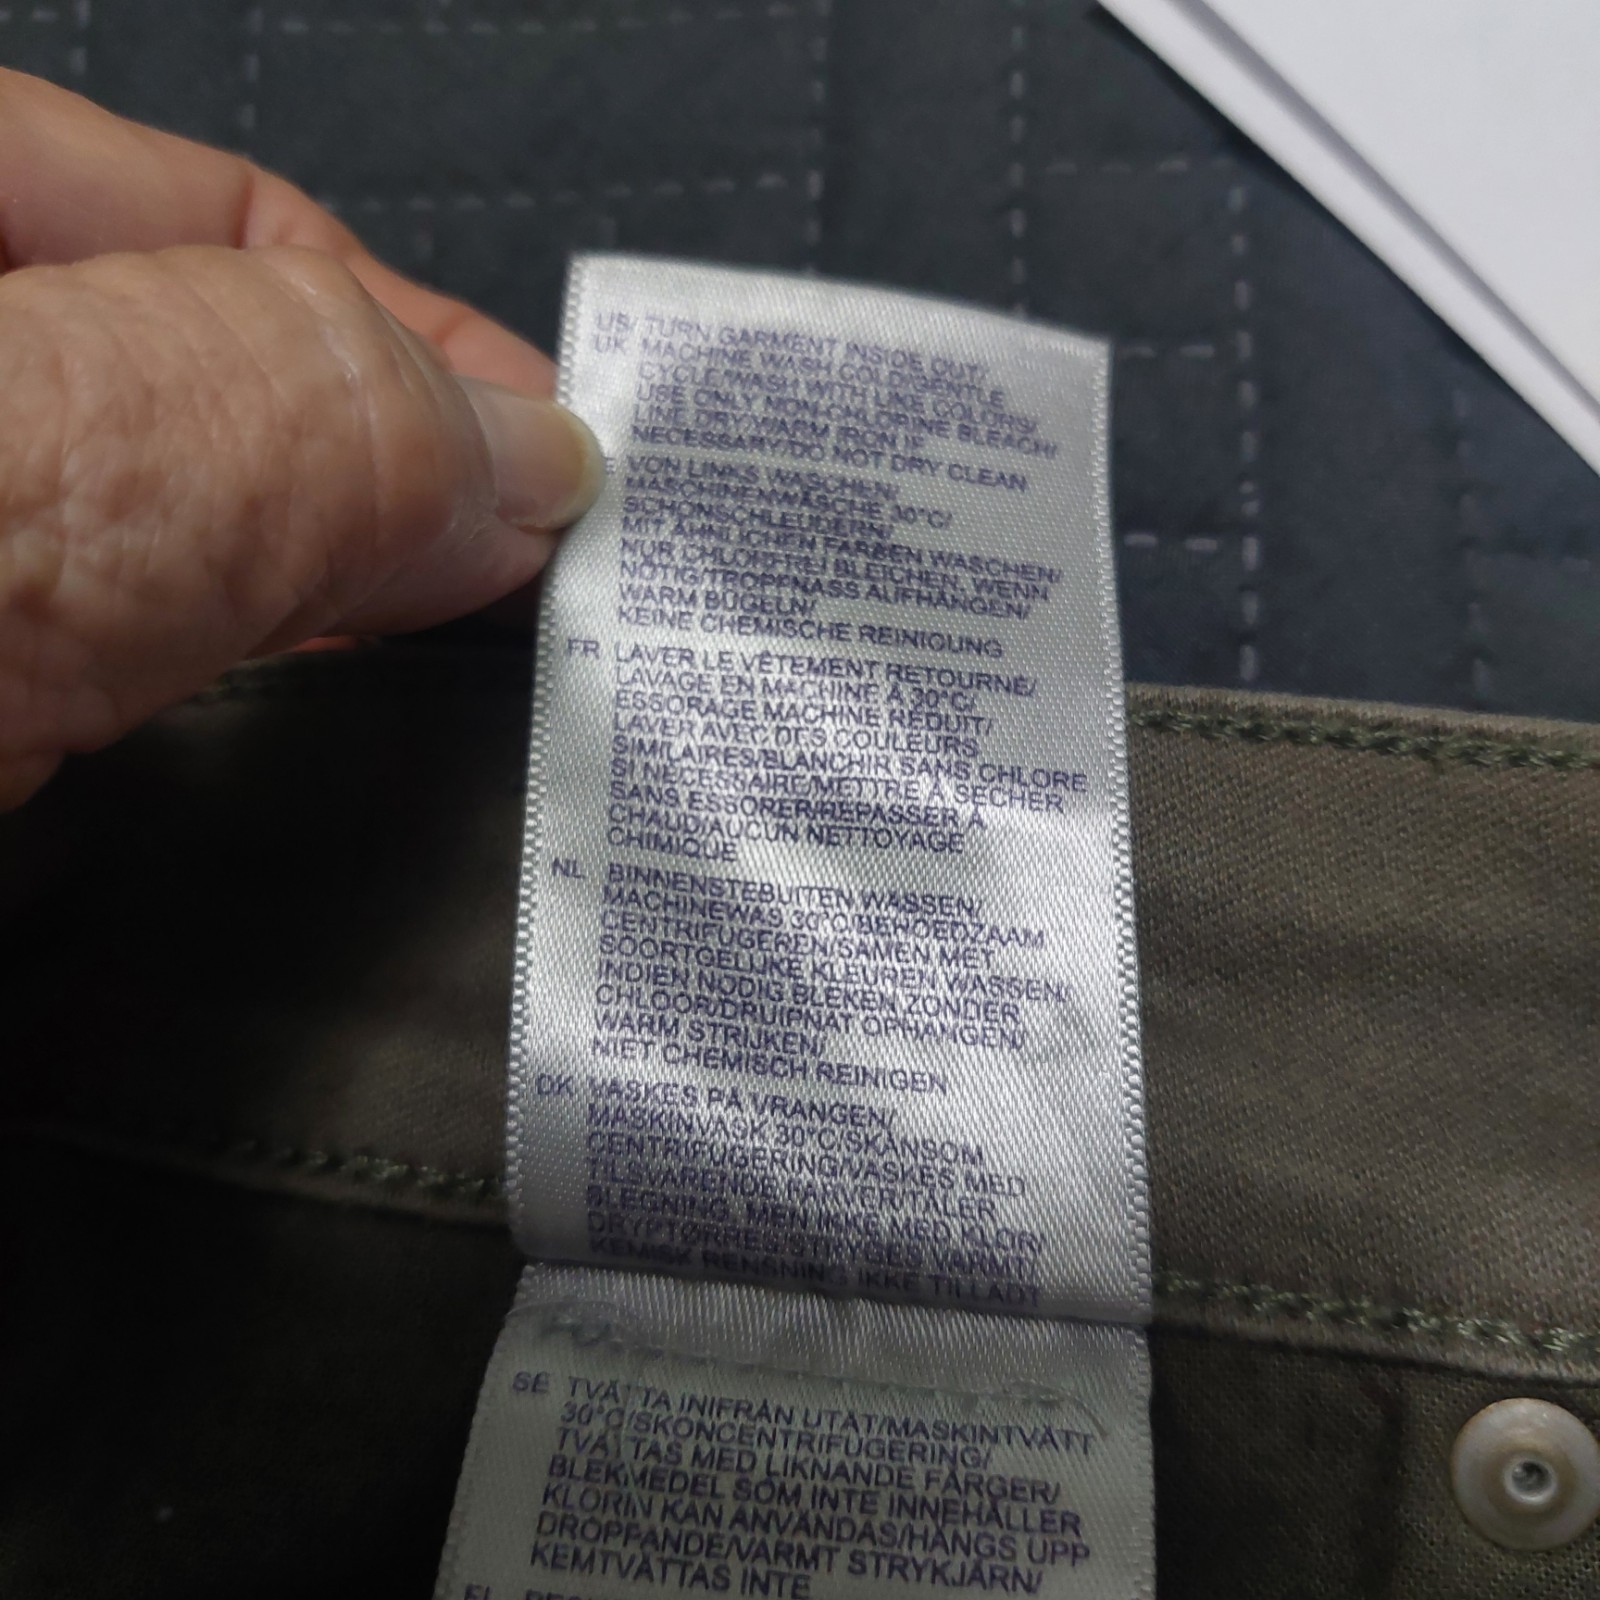 US/ TURN GARMENT INSIDE OUT/
UK MACHINE WASH COLD/GENTLE
CYCLE/WASH WITH LIKE COLORS/
USE ONLY NON-CHLORINE BLEACH/
LINE DRY/WARM IRON IF
NECESSARY/DO NOT DRY CLEAN
VON LINKS WASCHEN/
MASCHINENWÄSCHE 30°C/
SCHONSCHLEUDERN/
MIT ÄHNLICHEN FARBEN WASCHEN/
NUR CHLORFREI BLEICHEN, WENN
NÖTIG/TROPFNASS AUFHÄNGEN/
WARM BÜGELN/
KEINE CHEMISCHE REINIGUNG
FR LAVER LE VÊTEMENT RETOURNÉ/
LAVAGE EN MACHINE À 30°C/
ESSORAGE MACHINE RÉDUIT/
LAVER AVEC DES COULEURS
SIMILAIRES/BLANCHIR SANS CHLORE
SI NÉCESSAIRE/METTRE À SÉCHER
SANS ESSORER/REPASSER À
CHAUD/AUCUN NETTOYAGE
CHIMIQUE
NL BINNENSTEBUITEN WASSEN/
MACHINEWAS 30°C/BEHOEDZAAM
CENTRIFUGEREN/SAMEN MET
SOORTGELIJKE KLEUREN WASSEN/
INDIEN NODIG BLEKEN ZONDER
CHLOOR/DRUIPNAT OPHANGEN/
WARM STRIJKEN/
NIET CHEMISCH REINIGEN
DK VASKES PÅ VRANGEN/
MASKINVASK 30°C/SKÅNSOM
CENTRIFUGERING/VASKES MED
TILSVARENDE FARVER/TÅLER
BLEGNING, MEN IKKE MED KLOR/
DRYPTØRRES/STRYGES VARMT/
KEMISK RENSNING IKKE TILLADT
SE TVÄTTA INIFRÅN UTÅT/MASKINTVÄTT
30°C/SKONCENTRIFUGERING/
TVÄTTAS MED LIKNANDE FÄRGER/
BLEKMEDEL SOM INTE INNEHÅLLER
KLORIN KAN ANVÄNDAS/HÄNGS UPP
DROPPANDE/VARMT STRYKJÄRN/
KEMTVÄTTAS INTE